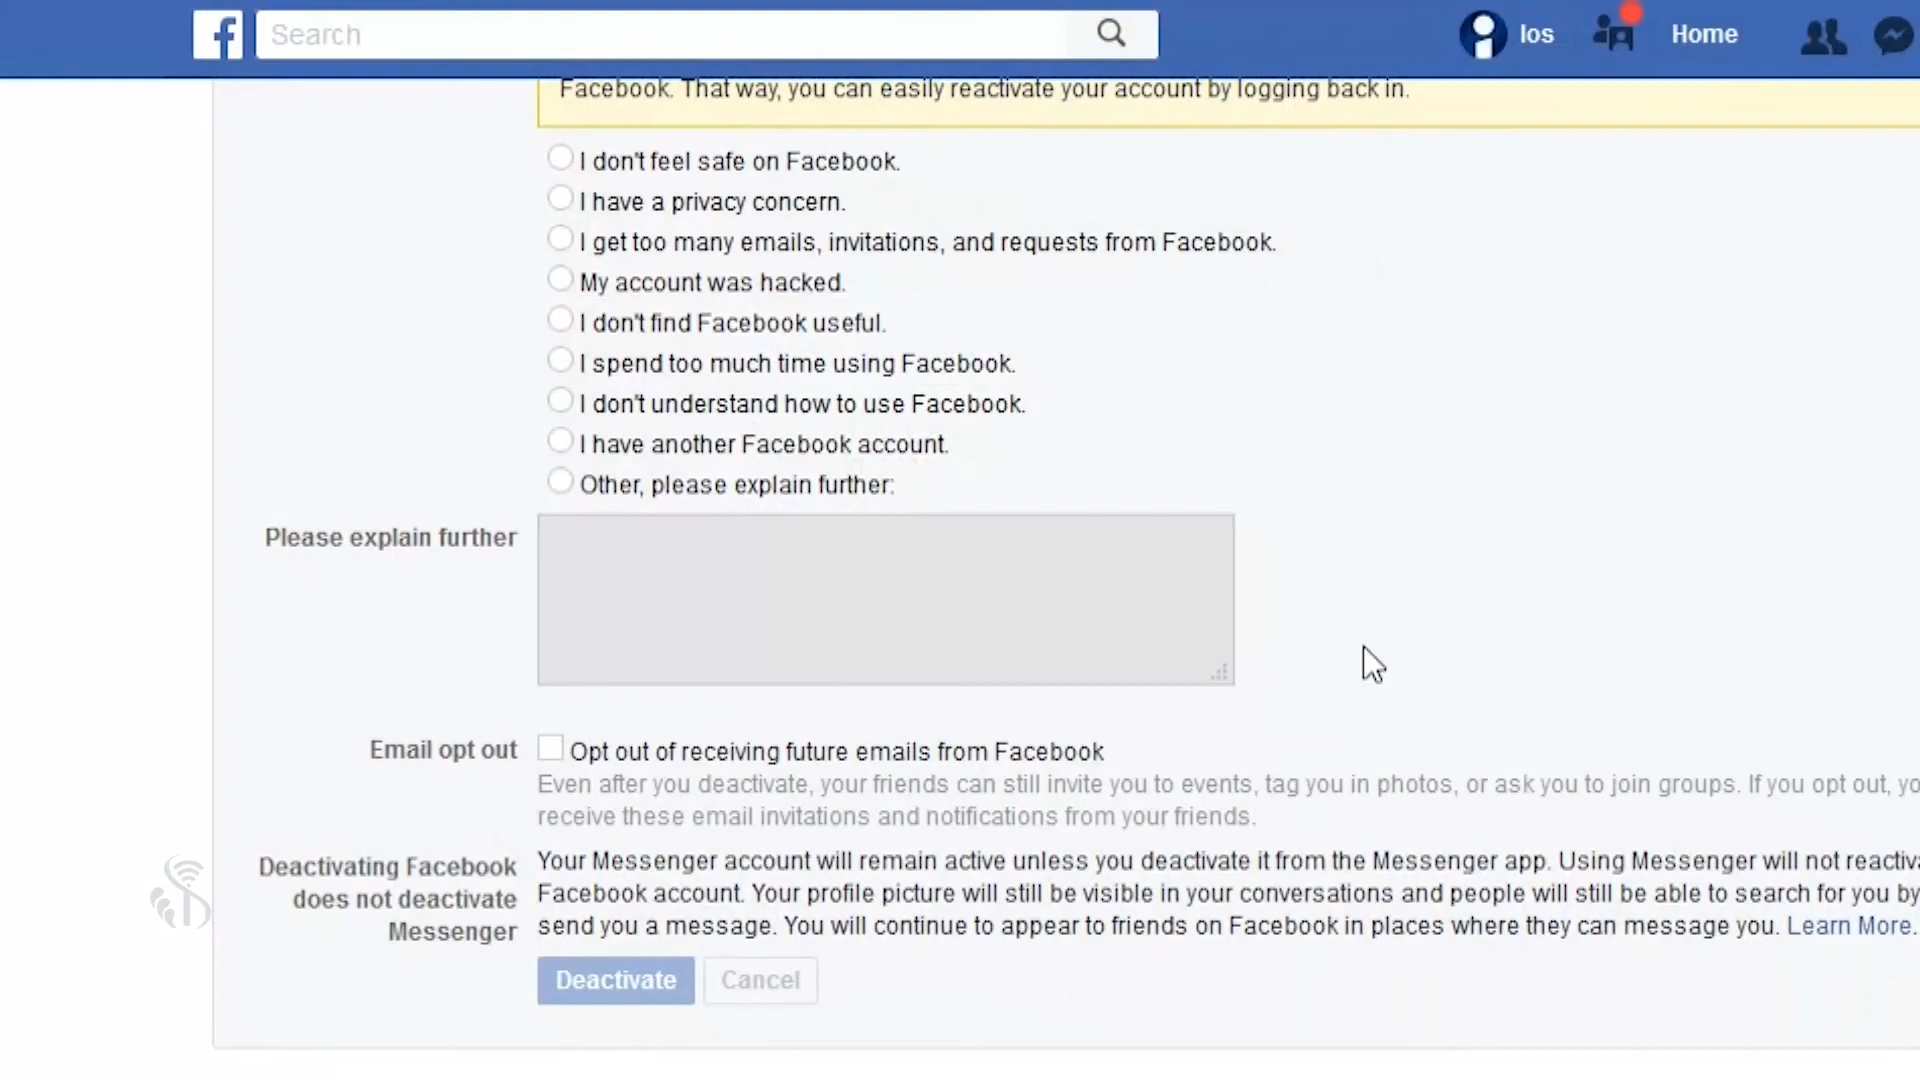 Search
Ios
Home
Facebook. That way, you can easily reactivate your account by logging back in.
I don't feel safe on Facebook.
I have a privacy concern.
I get too many emails, invitations, and requests from Facebook.
My account was hacked.
I don't find Facebook useful.
I spend too much time using Facebook.
I don't understand how to use Facebook.
I have another Facebook account.
Other, please explain further:
Please explain further
Email opt out
Opt out of receiving future emails from Facebook
Even after you deactivate, your friends can still invite you to events, tag you in photos, or ask you to join groups. If you opt out, yo
receive these email invitations and notifications from your friends.
Deactivating Facebook
does not deactivate
Messenger
Your Messenger account will remain active unless you deactivate it from the Messenger app. Using Messenger will not reactiva
Facebook account. Your profile picture will still be visible in your conversations and people will still be able to search for you by
send you a message. You will continue to appear to friends on Facebook in places where they can message you. Learn More.
Deactivate
Cancel